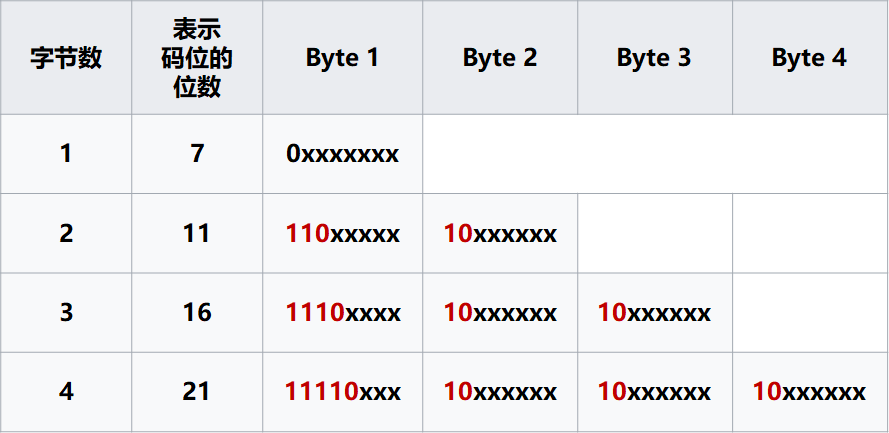 字节数 表示 码位的 位数 Byte 1 Byte 2 Byte 3 Byte 4
1 7 0xxxxxxx
2 11 110xxxxx 10xxxxxx
3 16 1110xxxx 10xxxxxx 10xxxxxx
4 21 11110xxx 10xxxxxx 10xxxxxx 10xxxxxx